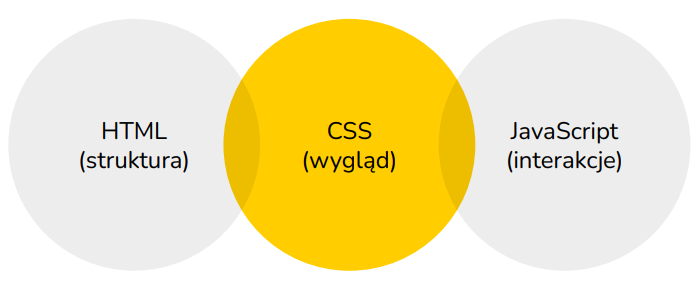 HTML
(struktura)
CSS
(wygląd)
JavaScript
(interakcje)